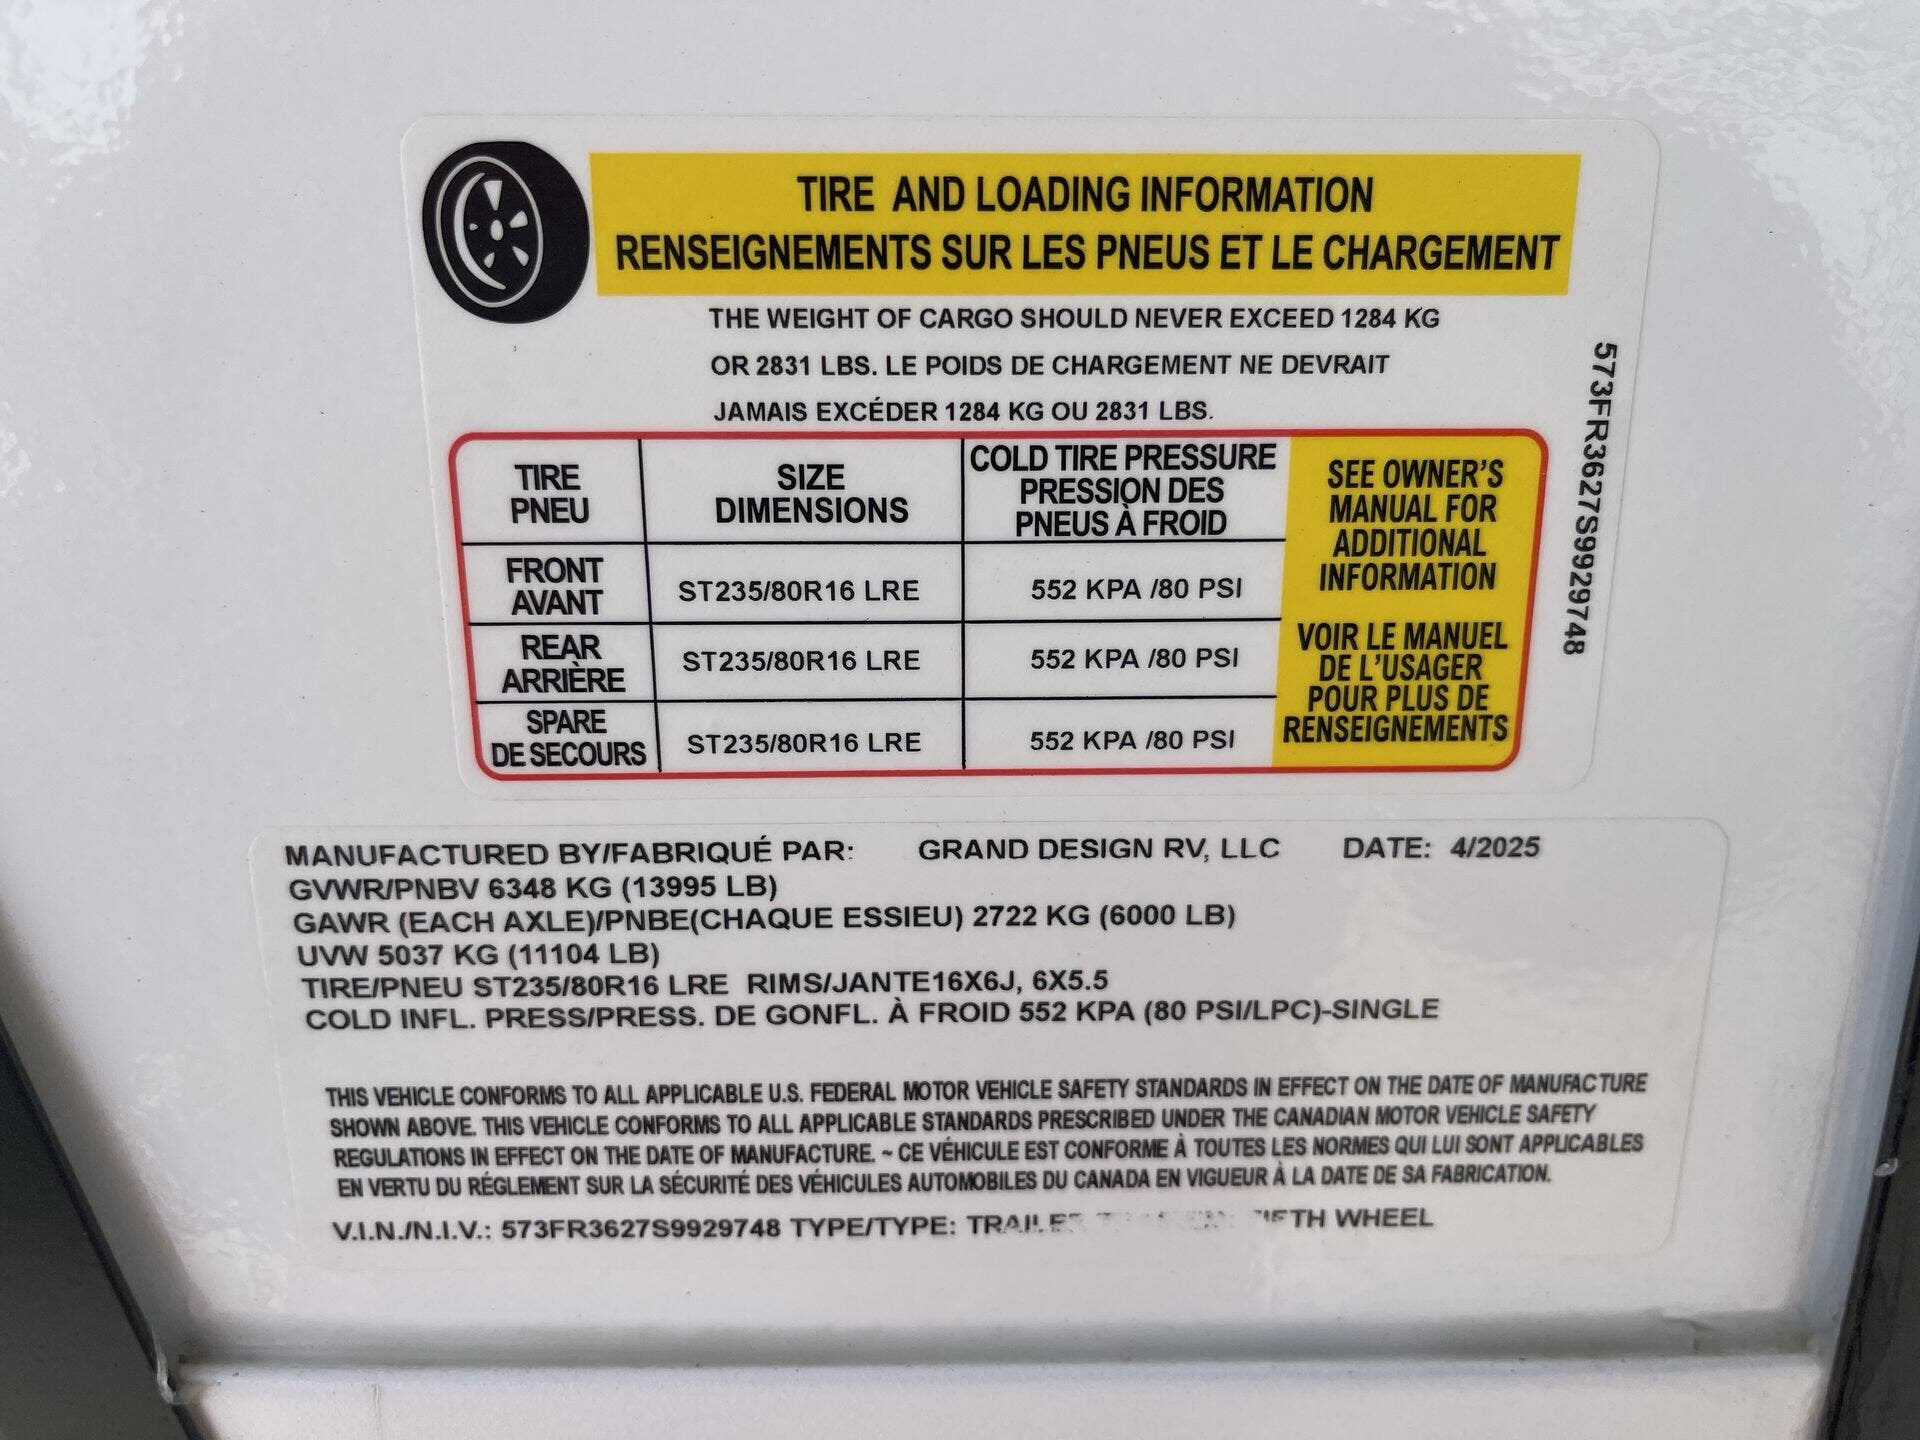 TIRE AND LOADING INFORMATION
RENSEIGNEMENTS SUR LES PNEUS ET LE CHARGEMENT
THE WEIGHT OF CARGO SHOULD NEVER EXCEED 1284 KG
OR 2831 LBS. LE POIDS DE CHARGEMENT NE DEVRAIT
JAMAIS EXCÉDER 1284 KG OU 2831 LBS.
TIRE
PNEU
SIZE
DIMENSIONS
COLD TIRE PRESSURE
PRESSION DES
PNEUS À FROID
FRONT
AVANT
ST235/80R16 LRE
552 KPA /80 PSI
REAR
ARRIÈRE
ST235/80R16 LRE
552 KPA /80 PSI
SPARE
DE SECOURS
ST235/80R16 LRE
552 KPA /80 PSI
SEE OWNER'S
MANUAL FOR
ADDITIONAL
INFORMATION
VOIR LE MANUEL
DE L'USAGER
POUR PLUS DE
RENSEIGNEMENTS
573FR3627S9929748
MANUFACTURED BY/FABRIQUÉ PAR: GRAND DESIGN RV, LLC DATE: 4/2025
GVWR/PNBV 6348 KG (13995 LB)
GAWR (EACH AXLE)/PNBE(CHAQUE ESSIEU) 2722 KG (6000 LB)
UVW 5037 KG (11104 LB)
TIRE/PNEU ST235/80R16 LRE RIMS/JANTE16X6J, 6X5.5
COLD INFL. PRESS/PRESS. DE GONFL. À FROID 552 KPA (80 PSI/LPC)-SINGLE
THIS VEHICLE CONFORMS TO ALL APPLICABLE U.S. FEDERAL MOTOR VEHICLE SAFETY STANDARDS IN EFFECT ON THE DATE OF MANUFACTURE
SHOWN ABOVE. THIS VEHICLE CONFORMS TO ALL APPLICABLE STANDARDS PRESCRIBED UNDER THE CANADIAN MOTOR VEHICLE SAFETY
REGULATIONS IN EFFECT ON THE DATE OF MANUFACTURE. ~ CE VÉHICULE EST CONFORME À TOUTES LES NORMES QUI LUI SONT APPLICABLES
EN VERTU DU RÉGLEMENT SUR LA SÉCURITÉ DES VÉHICULES AUTOMOBILES DU CANADA EN VIGUEUR À LA DATE DE SA FABRICATION.
V.I.N./N.I.V.: 573FR3627S9929748 TYPE/TYPE: TRAILER FIFTH WHEEL